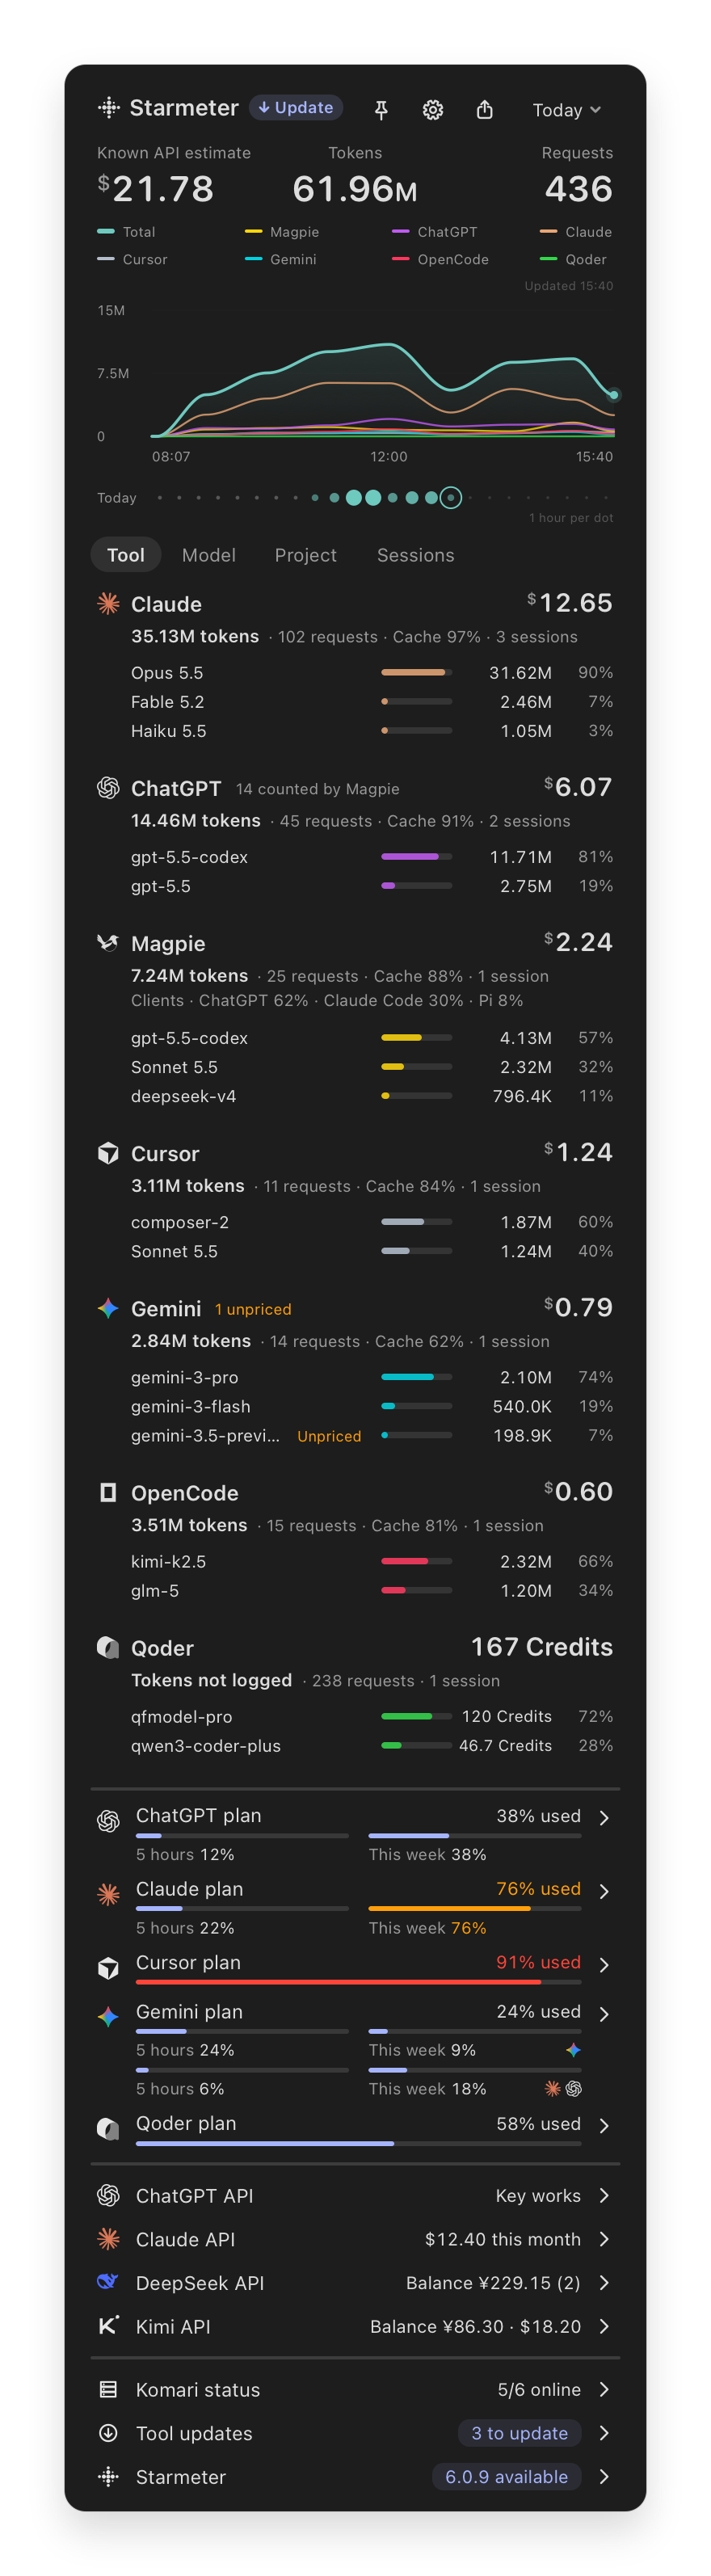 Starmeter Update Today
Known API estimate Tokens Requests
$21.78 61.96M 436
Total Magpie ChatGPT Claude
Cursor Gemini OpenCode Qoder
Updated 15:40
15M
7.5M
0
08:07 12:00 15:40
Today
1 hour per dot
Tool Model Project Sessions
Claude $12.65
35.13M tokens · 102 requests · Cache 97% · 3 sessions
Opus 5.5 31.62M 90%
Fable 5.2 2.46M 7%
Haiku 5.5 1.05M 3%
ChatGPT 14 counted by Magpie $6.07
14.46M tokens · 45 requests · Cache 91% · 2 sessions
gpt-5.5-codex 11.71M 81%
gpt-5.5 2.75M 19%
Magpie $2.24
7.24M tokens · 25 requests · Cache 88% · 1 session
Clients · ChatGPT 62% · Claude Code 30% · Pi 8%
gpt-5.5-codex 4.13M 57%
Sonnet 5.5 2.32M 32%
deepseek-v4 796.4K 11%
Cursor $1.24
3.11M tokens · 11 requests · Cache 84% · 1 session
composer-2 1.87M 60%
Sonnet 5.5 1.24M 40%
Gemini 1 unpriced $0.79
2.84M tokens · 14 requests · Cache 62% · 1 session
gemini-3-pro 2.10M 74%
gemini-3-flash 540.0K 19%
gemini-3.5-previ... Unpriced 198.9K 7%
OpenCode $0.60
3.51M tokens · 15 requests · Cache 81% · 1 session
kimi-k2.5 2.32M 66%
glm-5 1.20M 34%
Qoder 167 Credits
Tokens not logged · 238 requests · 1 session
qfmodel-pro 120 Credits 72%
qwen3-coder-plus 46.7 Credits 28%
ChatGPT plan 38% used
5 hours 12% This week 38%
Claude plan 76% used
5 hours 22% This week 76%
Cursor plan 91% used
Gemini plan 24% used
5 hours 24% This week 9%
5 hours 6% This week 18%
Qoder plan 58% used
ChatGPT API Key works
Claude API $12.40 this month
DeepSeek API Balance ¥229.15 (2)
Kimi API Balance ¥86.30 · $18.20
Komari status 5/6 online
Tool updates 3 to update
Starmeter 6.0.9 available